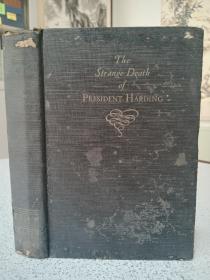 The
Strange Death
of
PRESIDENT HARDING